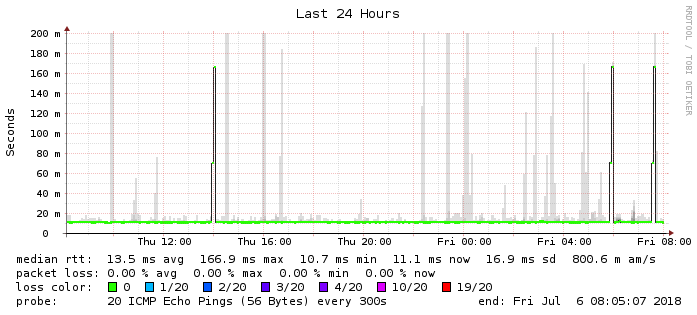 Last 24 Hours
RRDTOOL / TOBI OETIKER
Seconds
200 m
180 m
160 m
140 m
120 m
100 m
80 m
60 m
40 m
20 m
0
Thu 12:00 Thu 16:00 Thu 20:00 Fri 00:00 Fri 04:00 Fri 08:00
median rtt: 13.5 ms avg 166.9 ms max 10.7 ms min 11.1 ms now 16.9 ms sd 800.6 m am/s
packet loss: 0.00 % avg 0.00 % max 0.00 % min 0.00 % now
loss color: 0 1/20 2/20 3/20 4/20 10/20 19/20
probe: 20 ICMP Echo Pings (56 Bytes) every 300s end: Fri Jul 6 08:05:07 2018